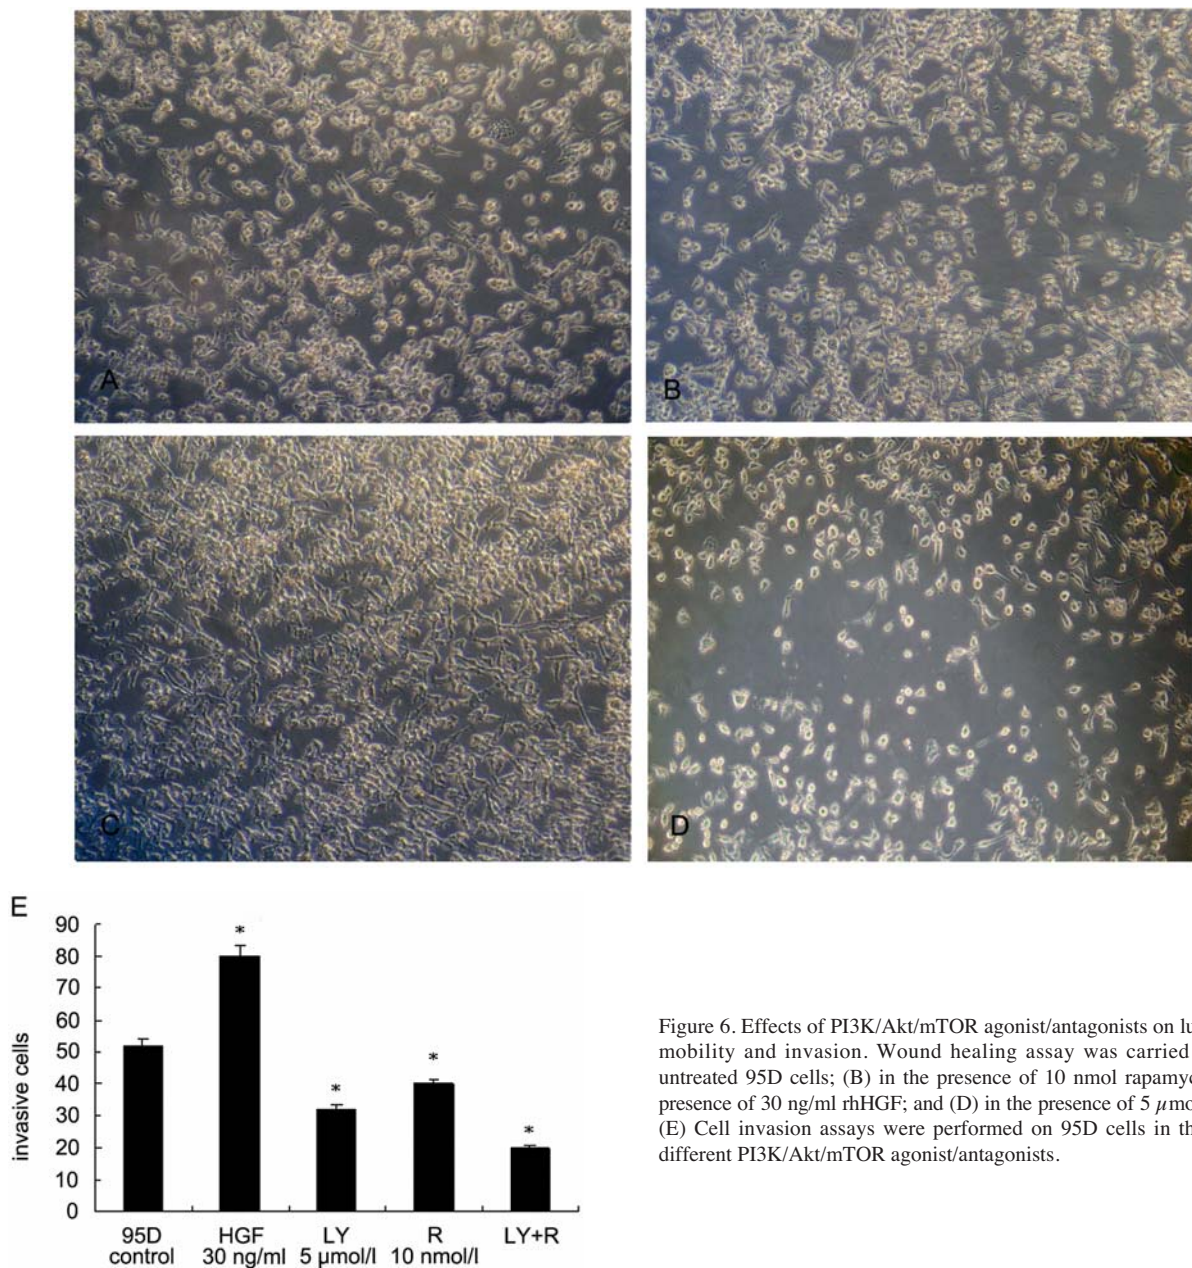 A
B
C
D
E
90
80
70
60
50
40
30
20
10
0
invasive cells
*
*
*
*
95D HGF LY R LY+R
control 30 ng/ml 5 µmol/l 10 nmol/l
Figure 6. Effects of PI3K/Akt/mTOR agonist/antagonists on lu
mobility and invasion. Wound healing assay was carried
untreated 95D cells; (B) in the presence of 10 nmol rapamy
presence of 30 ng/ml rhHGF; and (D) in the presence of 5 µmo
(E) Cell invasion assays were performed on 95D cells in th
different PI3K/Akt/mTOR agonist/antagonists.